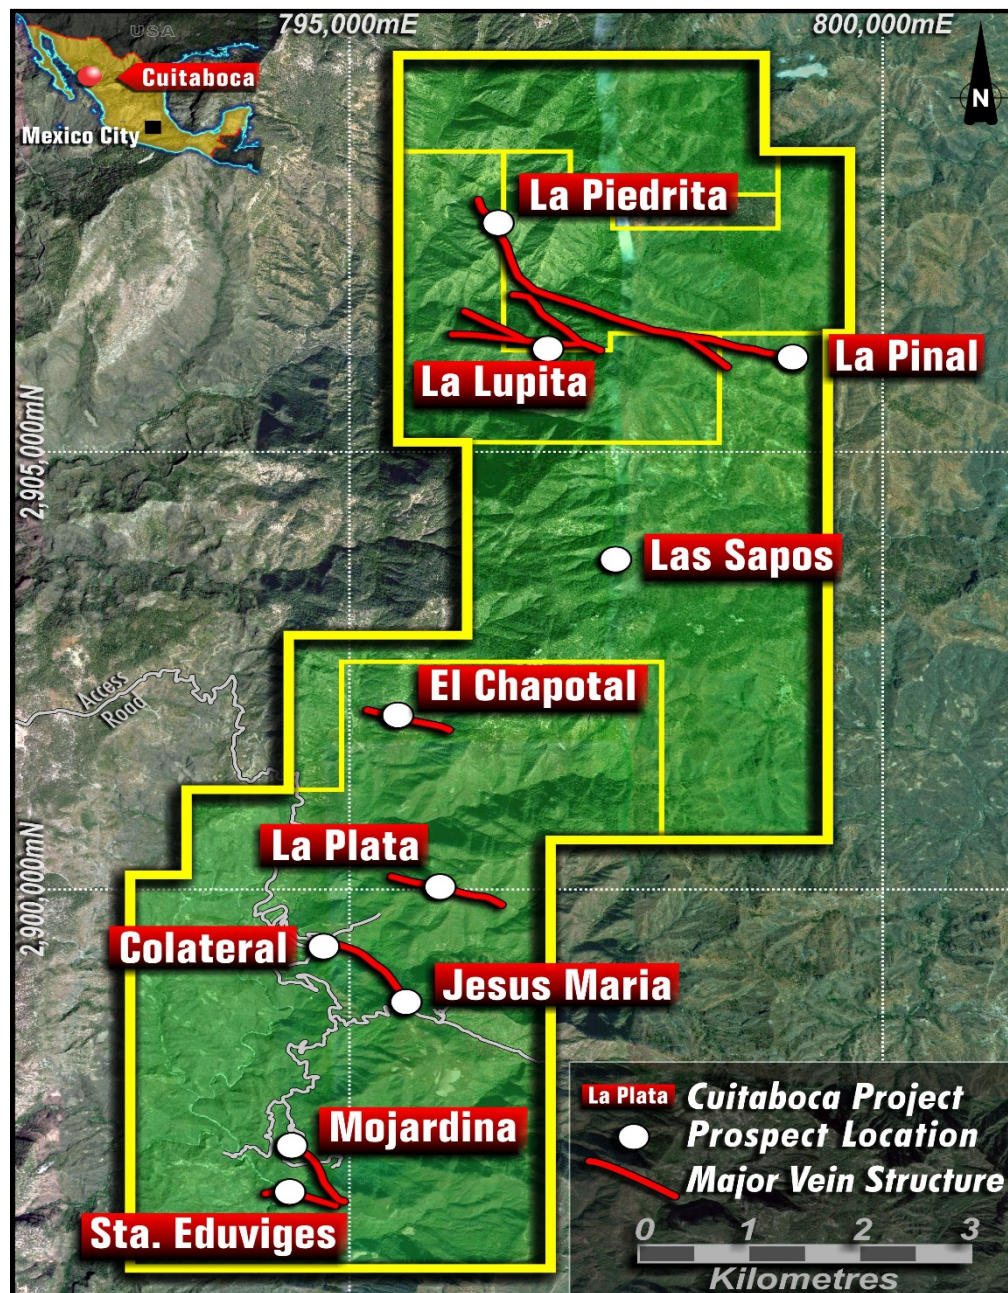 795,000mE
800,000mE
USA
Cuitaboca
Mexico City
N
La Piedrita
La Pinal
La Lupita
2,905,000mN
Las Sapos
El Chapotal
Access
Road
La Plata
2,900,000mN
Colateral
Jesus Maria
Mojardina
Sta. Eduviges
La Plata Cuitaboca Project
Prospect Location
Major Vein Structure
0 1 2 3
Kilometres